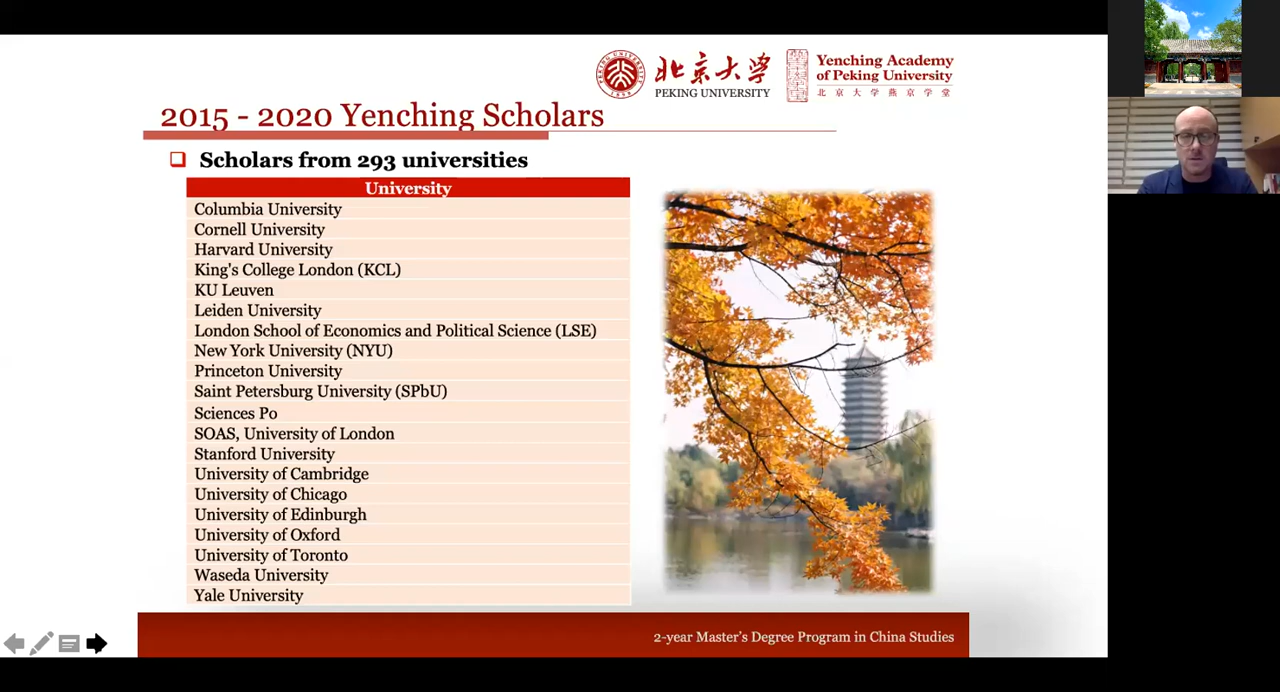 北京大学
PEKING UNIVERSITY
Yenching Academy
of Peking University
北京大学燕京学堂
2015 - 2020 Yenching Scholars
Scholars from 293 universities
University
Columbia University
Cornell University
Harvard University
King's College London (KCL)
KU Leuven
Leiden University
London School of Economics and Political Science (LSE)
New York University (NYU)
Princeton University
Saint Petersburg University (SPbU)
Sciences Po
SOAS, University of London
Stanford University
University of Cambridge
University of Chicago
University of Edinburgh
University of Oxford
University of Toronto
Waseda University
Yale University
2-year Master's Degree Program in China Studies